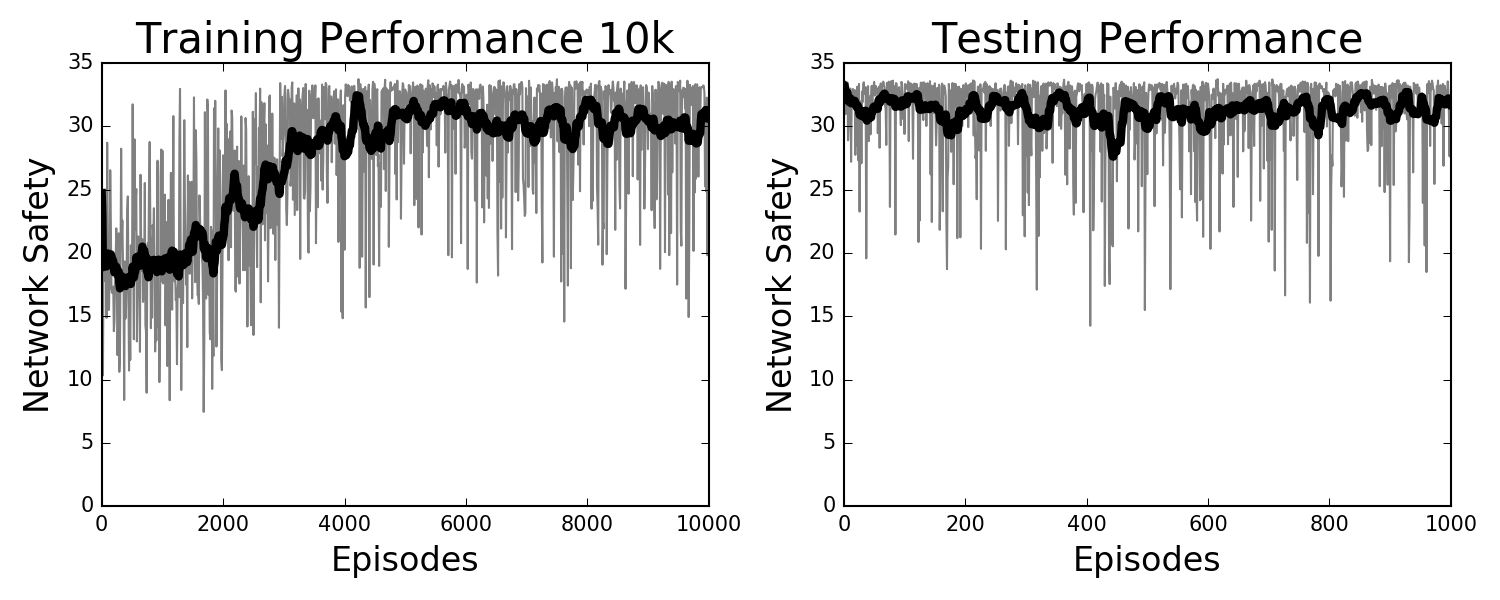 Training Performance 10k
Network Safety
35
30
25
20
15
10
5
0
0 2000 4000 6000 8000 10000
Episodes
Testing Performance
Network Safety
35
30
25
20
15
10
5
0
0 200 400 600 800 1000
Episodes